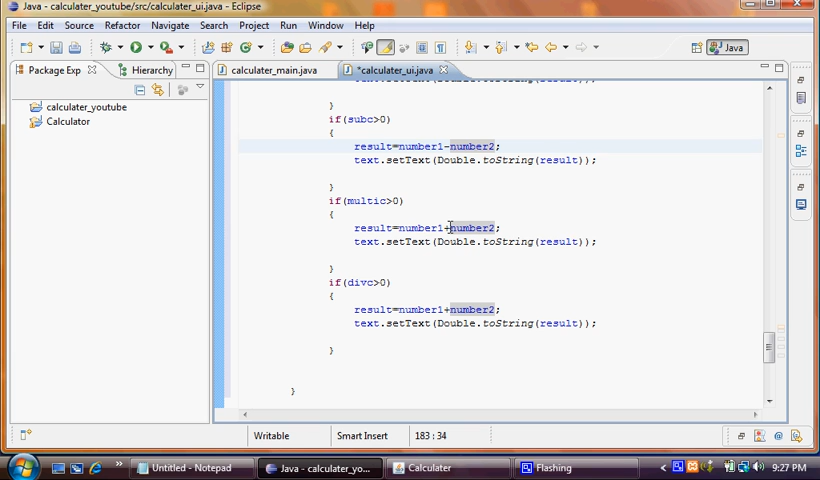 Java - calculater_youtube/src/calculater_ui.java - Eclipse
File Edit Source Refactor Navigate Search Project Run Window Help
Java
Package Exp Hierarchy calculater_main.java *calculater_ui.java
calculater_youtube
Calculator
}
if(subc>0)
{
result=number1-number2;
text.setText(Double.toString(result));
}
if(multic>0)
{
result=number1+number2;
text.setText(Double.toString(result));
}
if(divc>0)
{
result=number1+number2;
text.setText(Double.toString(result));
}
}
Writable Smart Insert 183 : 34
Untitled - Notepad Java - calculater_yo... Calculater Flashing 9:27 PM